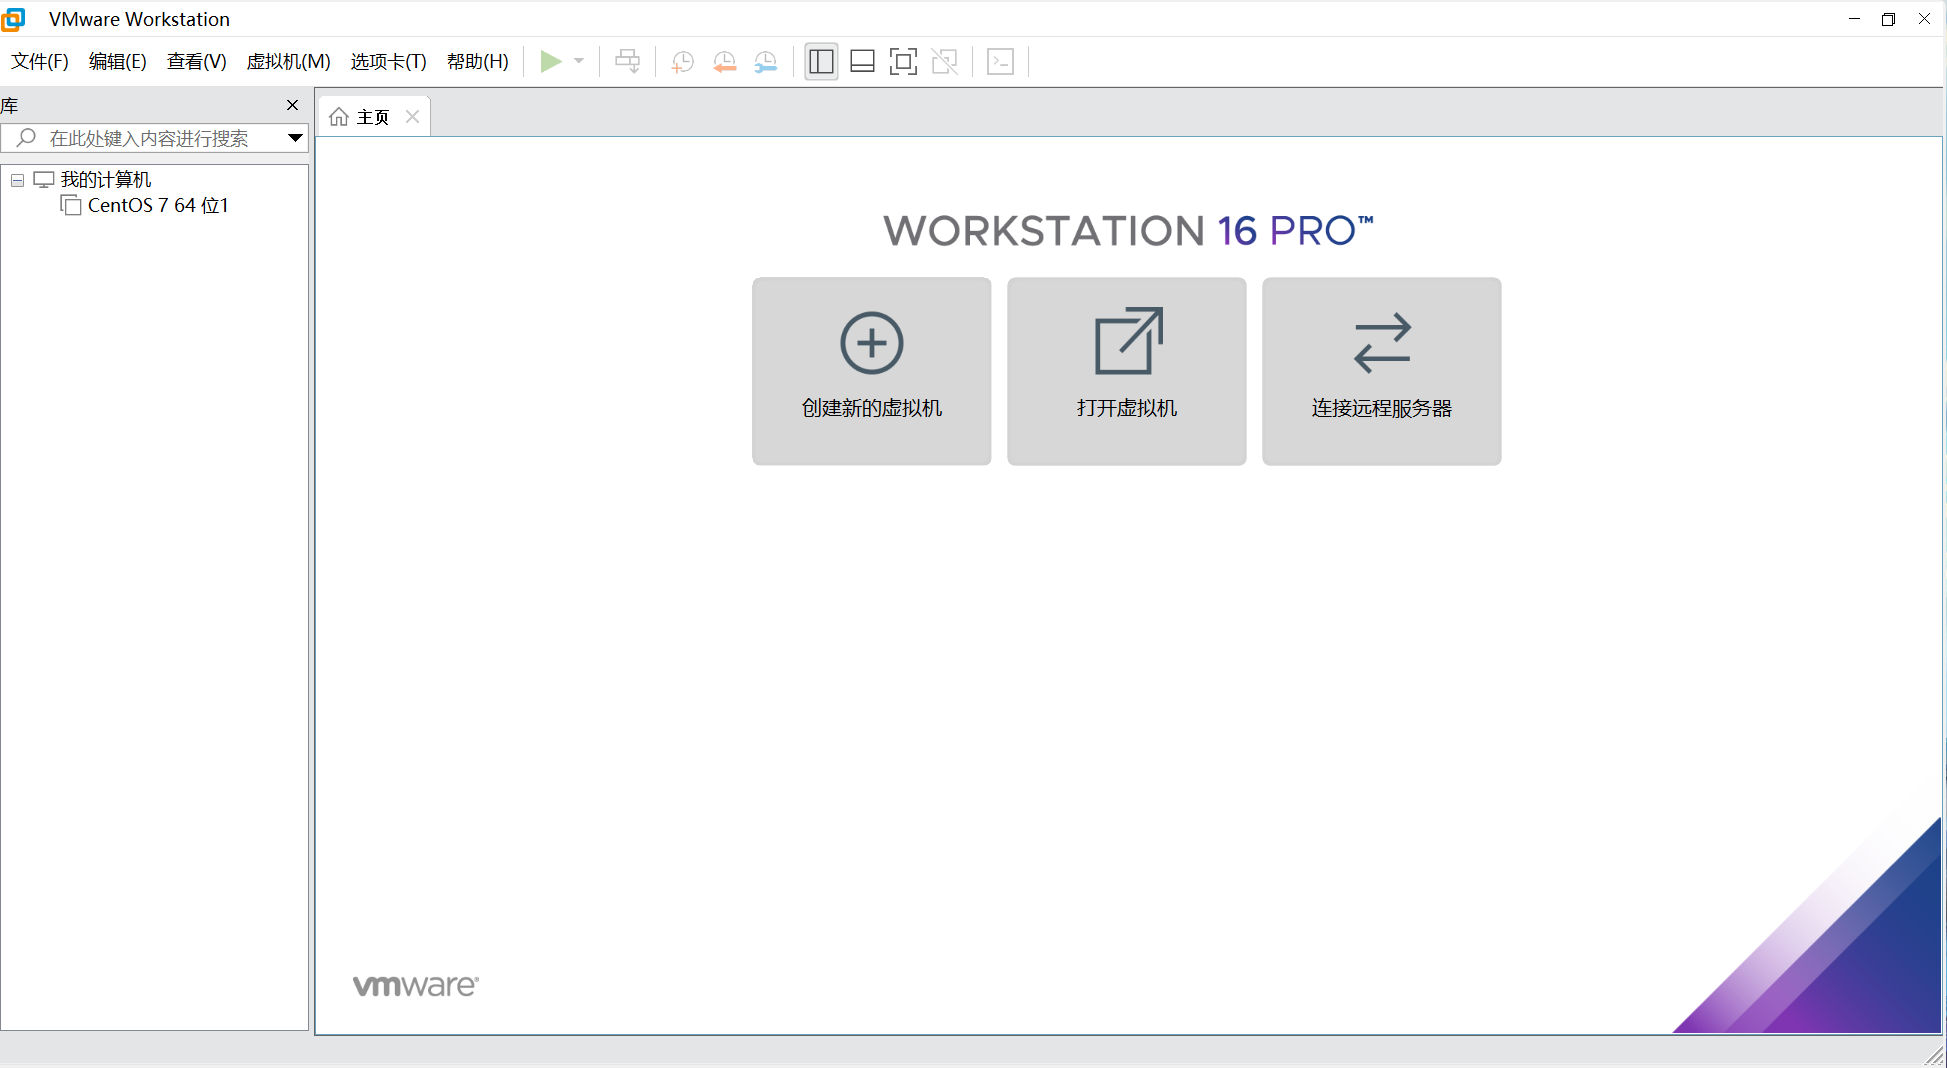 VMware Workstation
文件(F) 编辑(E) 查看(V) 虚拟机(M) 选项卡(T) 帮助(H)
库
在此处键入内容进行搜索
我的计算机
CentOS 7 64 位1
主页
WORKSTATION 16 PRO™
创建新的虚拟机
打开虚拟机
连接远程服务器
vmware®